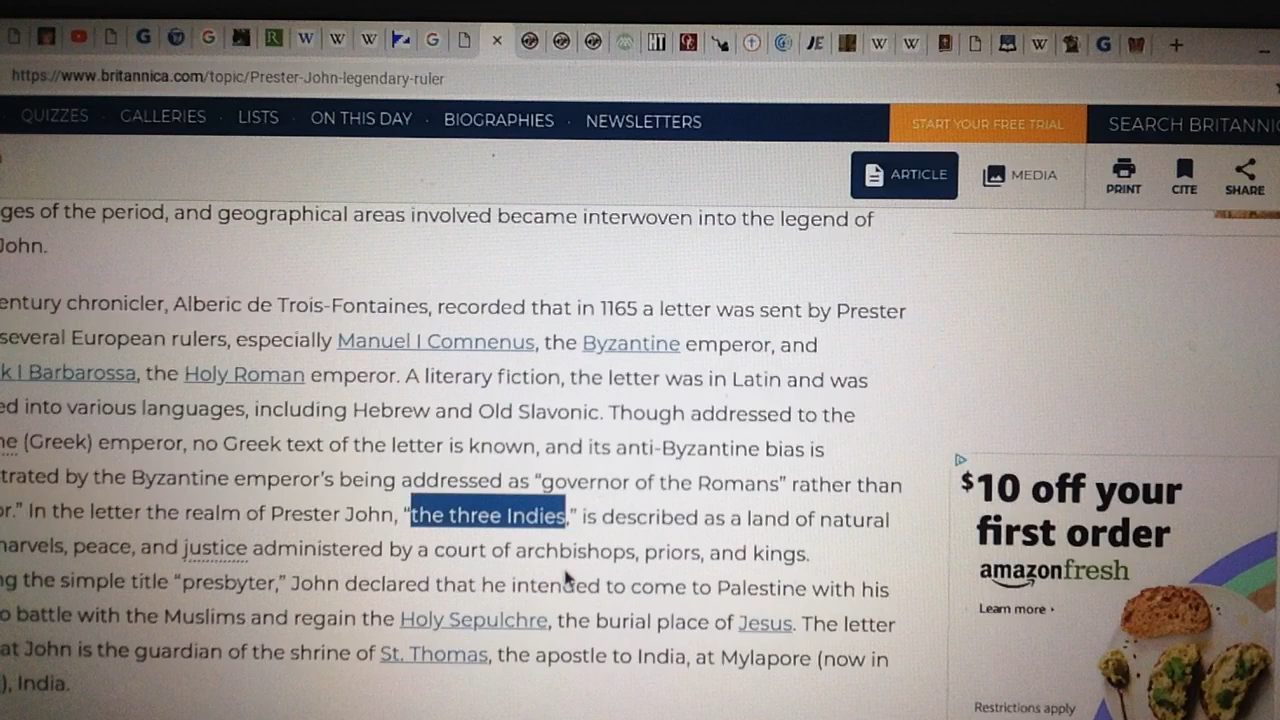 https://www.britannica.com/topic/Prester-John-legendary-ruler
QUIZZES · GALLERIES · LISTS · ON THIS DAY · BIOGRAPHIES · NEWSLETTERS
START YOUR FREE TRIAL
SEARCH BRITANNI
ARTICLE
MEDIA
PRINT
CITE
SHARE
ges of the period, and geographical areas involved became interwoven into the legend of
John.
entury chronicler, Alberic de Trois-Fontaines, recorded that in 1165 a letter was sent by Prester
several European rulers, especially Manuel I Comnenus, the Byzantine emperor, and
k I Barbarossa, the Holy Roman emperor. A literary fiction, the letter was in Latin and was
ed into various languages, including Hebrew and Old Slavonic. Though addressed to the
ne (Greek) emperor, no Greek text of the letter is known, and its anti-Byzantine bias is
trated by the Byzantine emperor's being addressed as “governor of the Romans” rather than
or.” In the letter the realm of Prester John, “the three Indies,” is described as a land of natural
narvels, peace, and justice administered by a court of archbishops, priors, and kings.
ng the simple title “presbyter,” John declared that he intended to come to Palestine with his
o battle with the Muslims and regain the Holy Sepulchre, the burial place of Jesus. The letter
at John is the guardian of the shrine of St. Thomas, the apostle to India, at Mylapore (now in
), India.
$10 off your
first order
amazonfresh
Learn more ›
Restrictions apply